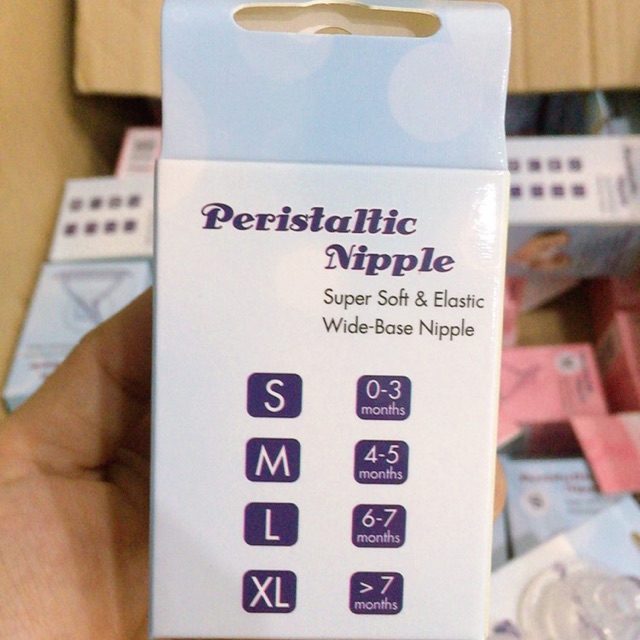 Peristaltic
Nipple
Super Soft & Elastic
Wide-Base Nipple
S
0-3
months
M
4-5
months
L
6-7
months
XL
> 7
months